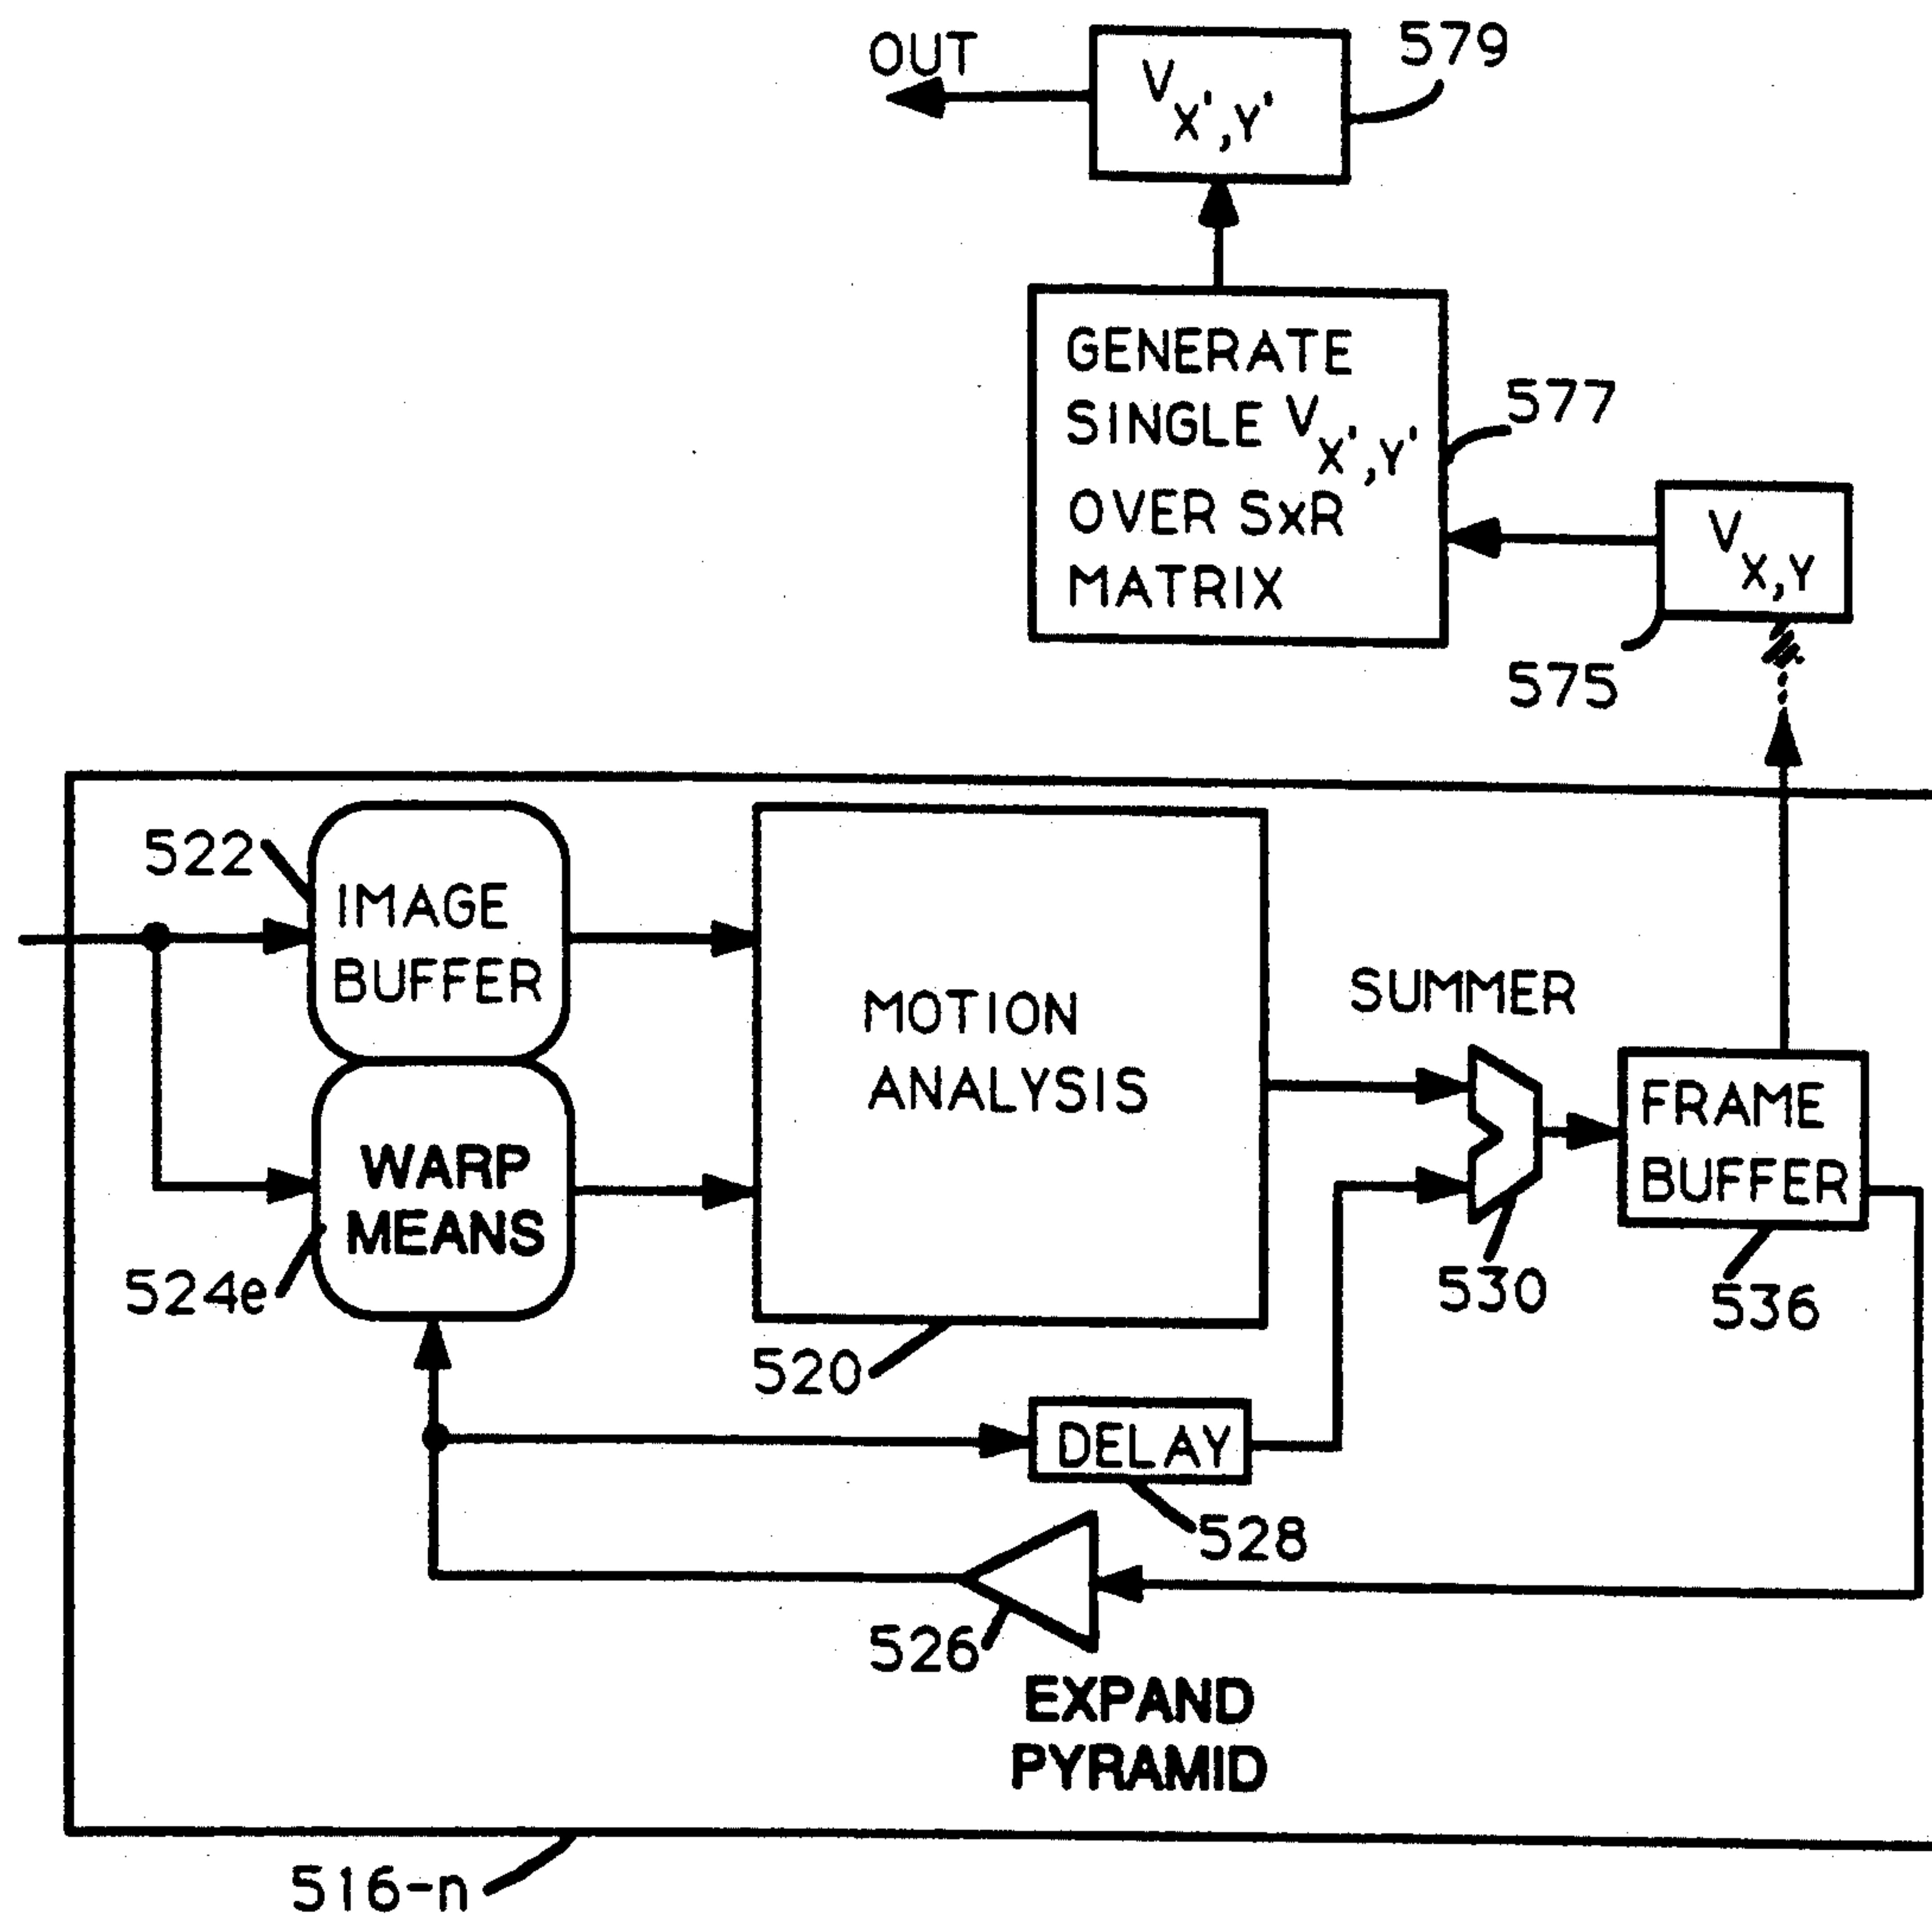 OUT
V X',Y'
579
GENERATE
SINGLE V X',Y'
OVER SxR
MATRIX
577
V X,Y
575
522
IMAGE
BUFFER
MOTION
ANALYSIS
SUMMER
FRAME
BUFFER
WARP
MEANS
524e
530
536
520
DELAY
528
526
EXPAND
PYRAMID
516-n